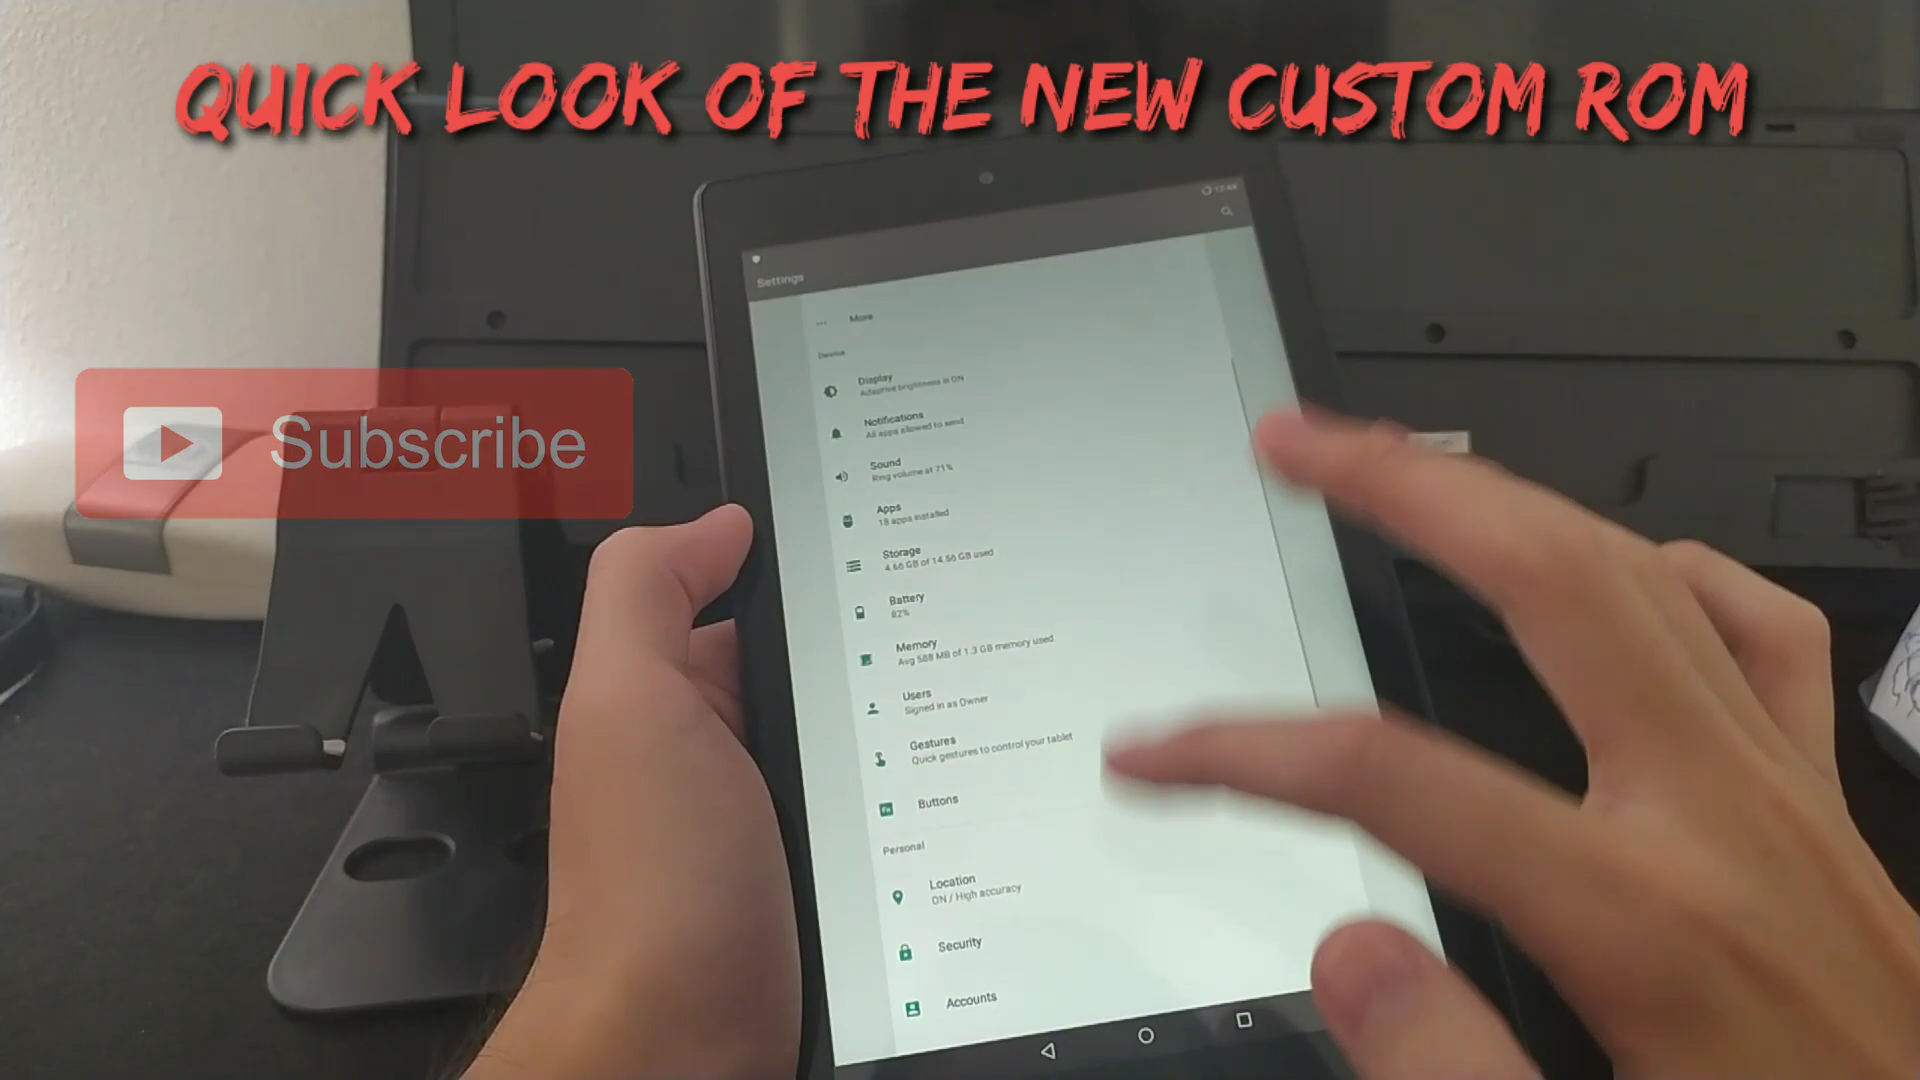 QUICK LOOK OF THE NEW CUSTOM ROM
Settings
More
Device
Display
Adaptive brightness is ON
Notifications
All apps allowed to send
Sound
Ring volume at 71%
Subscribe
Apps
18 apps installed
Storage
4.66 GB of 14.56 GB used
Battery
82%
Memory
Avg 588 MB of 1.3 GB memory used
Users
Signed in as Owner
Gestures
Quick gestures to control your tablet
Buttons
Personal
Location
ON / High accuracy
Security
Accounts